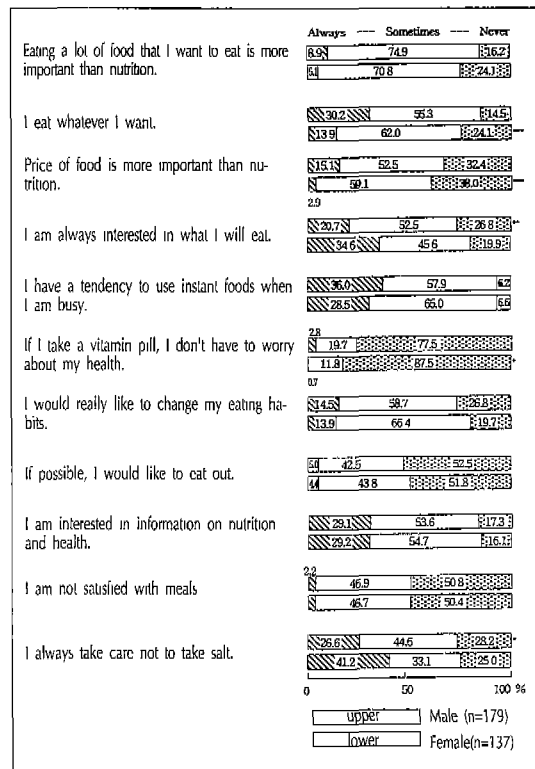 Always --- Sometimes --- Never
Eating a lot of food that I want to eat is more
important than nutrition.
8.9 74.9 16.2
5.1 70.8 24.1
I eat whatever I want.
30.2 55.3 14.5
13.9 62.0 24.1
Price of food is more important than nu-
trition.
15.1 52.5 32.4
59.1 38.0
2.9
I am always interested in what I will eat.
20.7 52.5 26.8
34.6 45.6 19.9
I have a tendency to use instant foods when
I am busy.
36.0 57.9 6.2
28.5 65.0 6.6
2.8
If I take a vitamin pill, I don't have to worry
about my health.
19.7 77.5
11.8 87.5
0.7
I would really like to change my eating ha-
bits.
14.5 58.7 26.8
13.9 66.4 19.7
If possible, I would like to eat out.
5.0 42.5 52.5
4.4 43.8 51.8
I am interested in information on nutrition
and health.
29.1 53.6 17.3
29.2 54.7 16.1
2.2
I am not satisfied with meals
46.9 50.8
46.7 50.4
I always take care not to take salt.
26.6 44.6 28.2
41.2 33.1 25.0
0 50 100 %
upper Male (n=179)
lower Female(n=137)